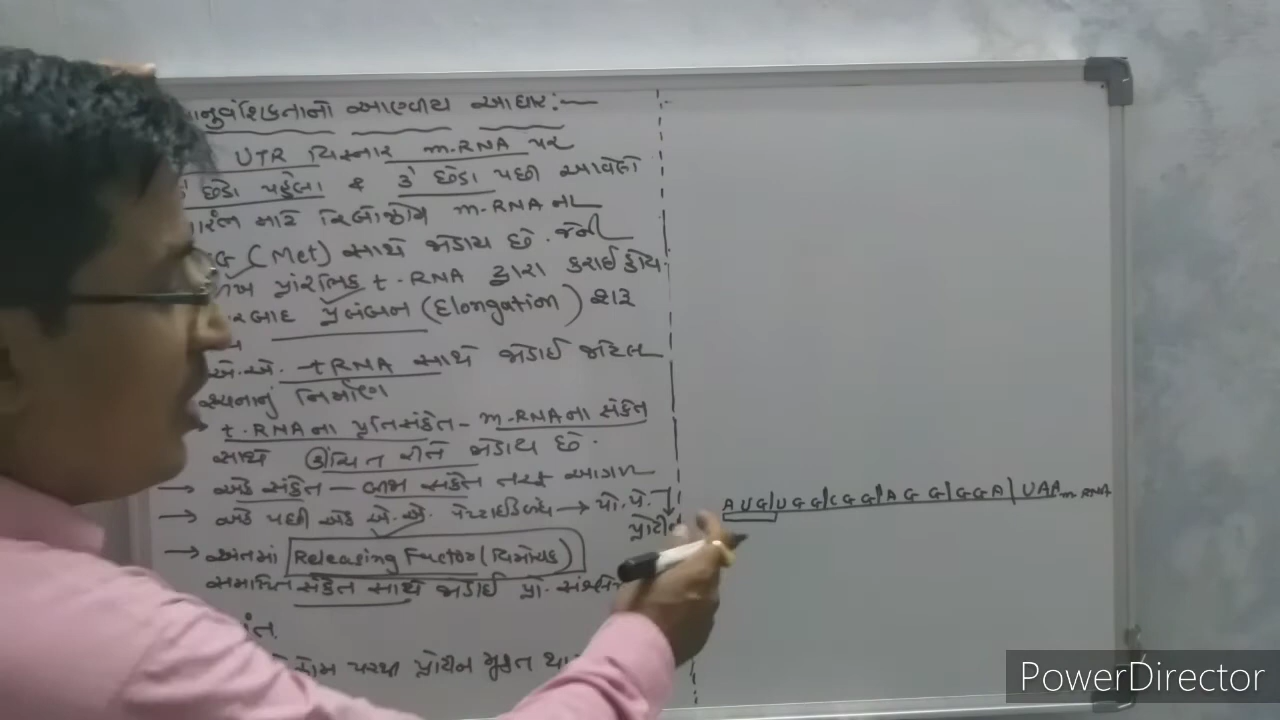 આનુવંશિકતાનો આણ્વીય આધાર :-
UTR વિસ્તાર m.RNA પર
છેડા પહેલા & 3' છેડા પછી આવેલો
માટે રિબોઝોમ m.RNA ના
(Met) સાથે જોડાય છે. જેની
પ્રારંભિક t.RNA દ્વારા કરાઈ હોય.
પ્રલંબન (Elongation) શરૂ
એ.એ. - tRNA સાથે જોડાઈ જટિલ
નિર્માણ
t.RNA ના પ્રતિસંકેત - m.RNA ના સંકેત
સાથે ઉચિત રીતે જોડાય છે.
→ એક સંકેત - બીજા સંકેત તરફ આગળ
→ એક પછી એક એ.એ. પેપ્ટાઈડબંધ → પો.પે. →
પ્રોટીન
→ અંતમાં Releasing Factor (વિમોચક)
સમાપ્તિ સંકેત સાથે જોડાઈ પ્રો.
પરથી પ્રોટીન મુક્ત
AUG|UGG|CGG|AGG|GGA|UAA m.RNA
PowerDirector